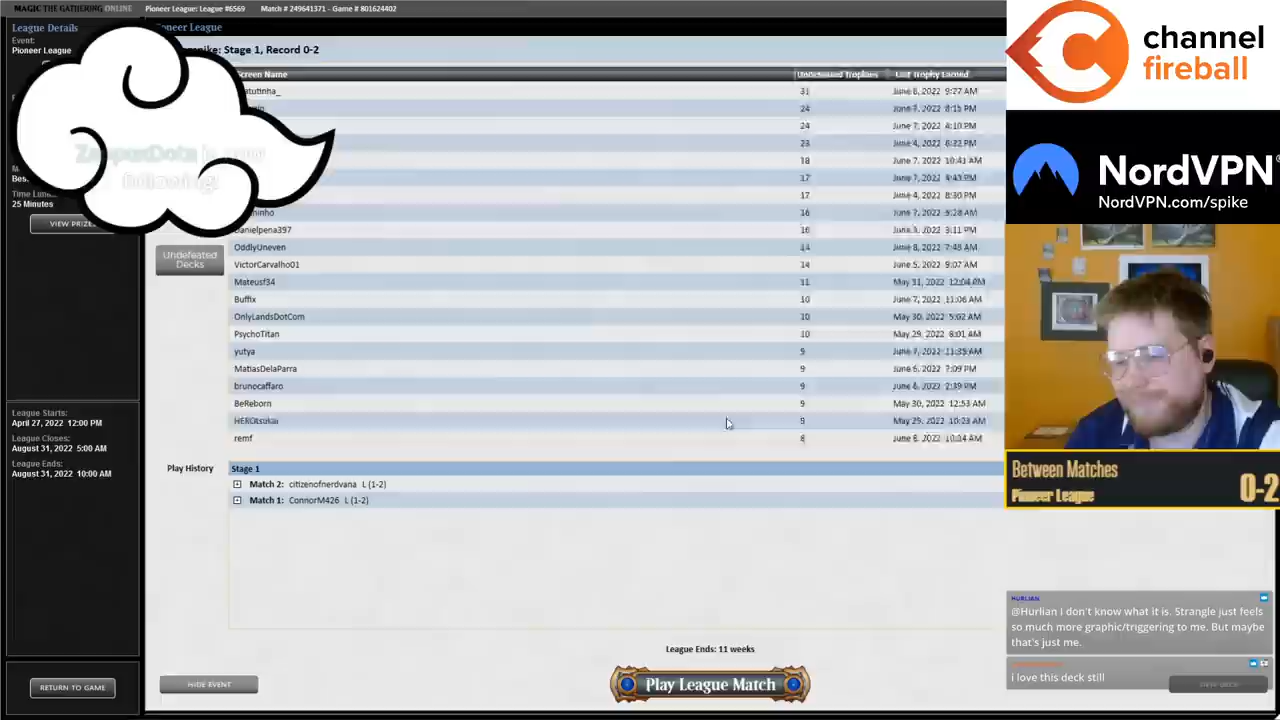 MAGIC THE GATHERING ONLINE
Pioneer League: League #6569
Match # 249641371 - Game # 801624402
League Details
Event:
Pioneer League
Time
25 Minutes
VIEW PRIZES
League Starts:
April 27, 2022 12:00 PM
League Closes:
August 31, 2022 5:00 AM
League Ends:
August 31, 2022 10:00 AM
RETURN TO GAME
Pioneer League
Stage 1, Record 0-2
Screen Name
Undefeated Trophies
Last Trophy Earned
31 June 8, 2022 9:27 AM
24 June 7, 2022 8:15 PM
24 June 7, 2022 4:10 PM
23 June 4, 2022 8:32 PM
18 June 7, 2022 10:41 AM
17 June 7, 2022 4:43 PM
17 June 4, 2022 8:30 PM
16 June 7, 2022 9:28 AM
Danielpena397 16 3:11 PM
OddlyUneven 14 June 8, 2022 7:48 AM
VictorCarvalho01 14 June 5, 2022 9:07 AM
Mateusf34 11 May 31, 2022 12:04 AM
Buffix 10 June 7, 2022 11:06 AM
OnlyLandsDotCom 10 May 30, 2022 5:02 AM
PsychoTitan 10 May 29, 2022 8:01 AM
yutya 9 June 7, 2022 11:35 AM
MatiasDelaParra 9 June 6, 2022 7:09 PM
brunocaffaro 9 June 6, 2022 2:39 PM
BeReborn 9 May 30, 2022 12:53 AM
HEROtsukai 9 May 29, 2022 10:23 AM
remf 8 June 8, 2022 10:14 AM
Undefeated
Decks
Play History
Stage 1
Match 2: citizenofnerdvana L (1-2)
Match 1: ConnorM426 L (1-2)
League Ends: 11 weeks
HIDE EVENT
Play League Match
channel
fireball
NordVPN®
NordVPN.com/spike
Between Matches
Pioneer League
0-2
HURLIAN
@Hurlian I don't know what it is. Strangle just feels
so much more graphic/triggering to me. But maybe
that's just me.
i love this deck still